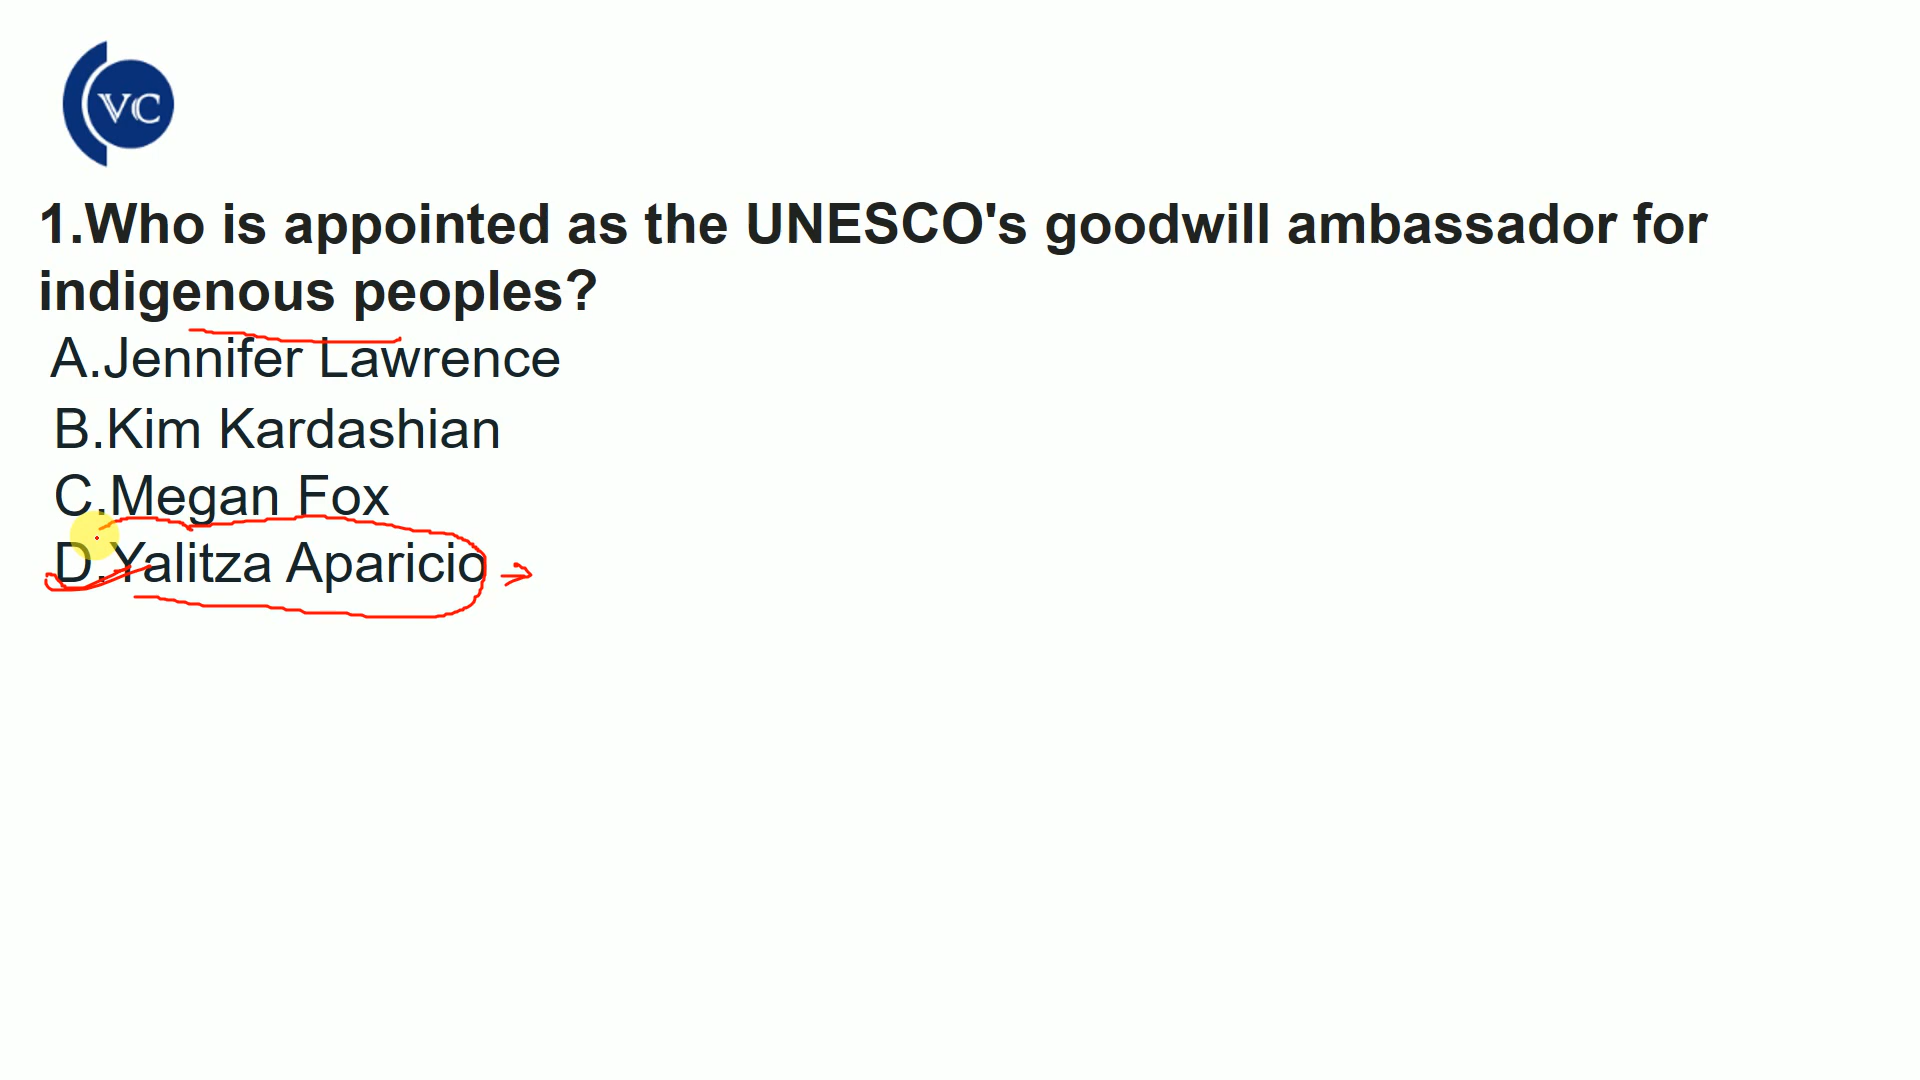 VC
1.Who is appointed as the UNESCO's goodwill ambassador for
indigenous peoples?
A.Jennifer Lawrence
B.Kim Kardashian
C.Megan Fox
D.Yalitza Aparicio